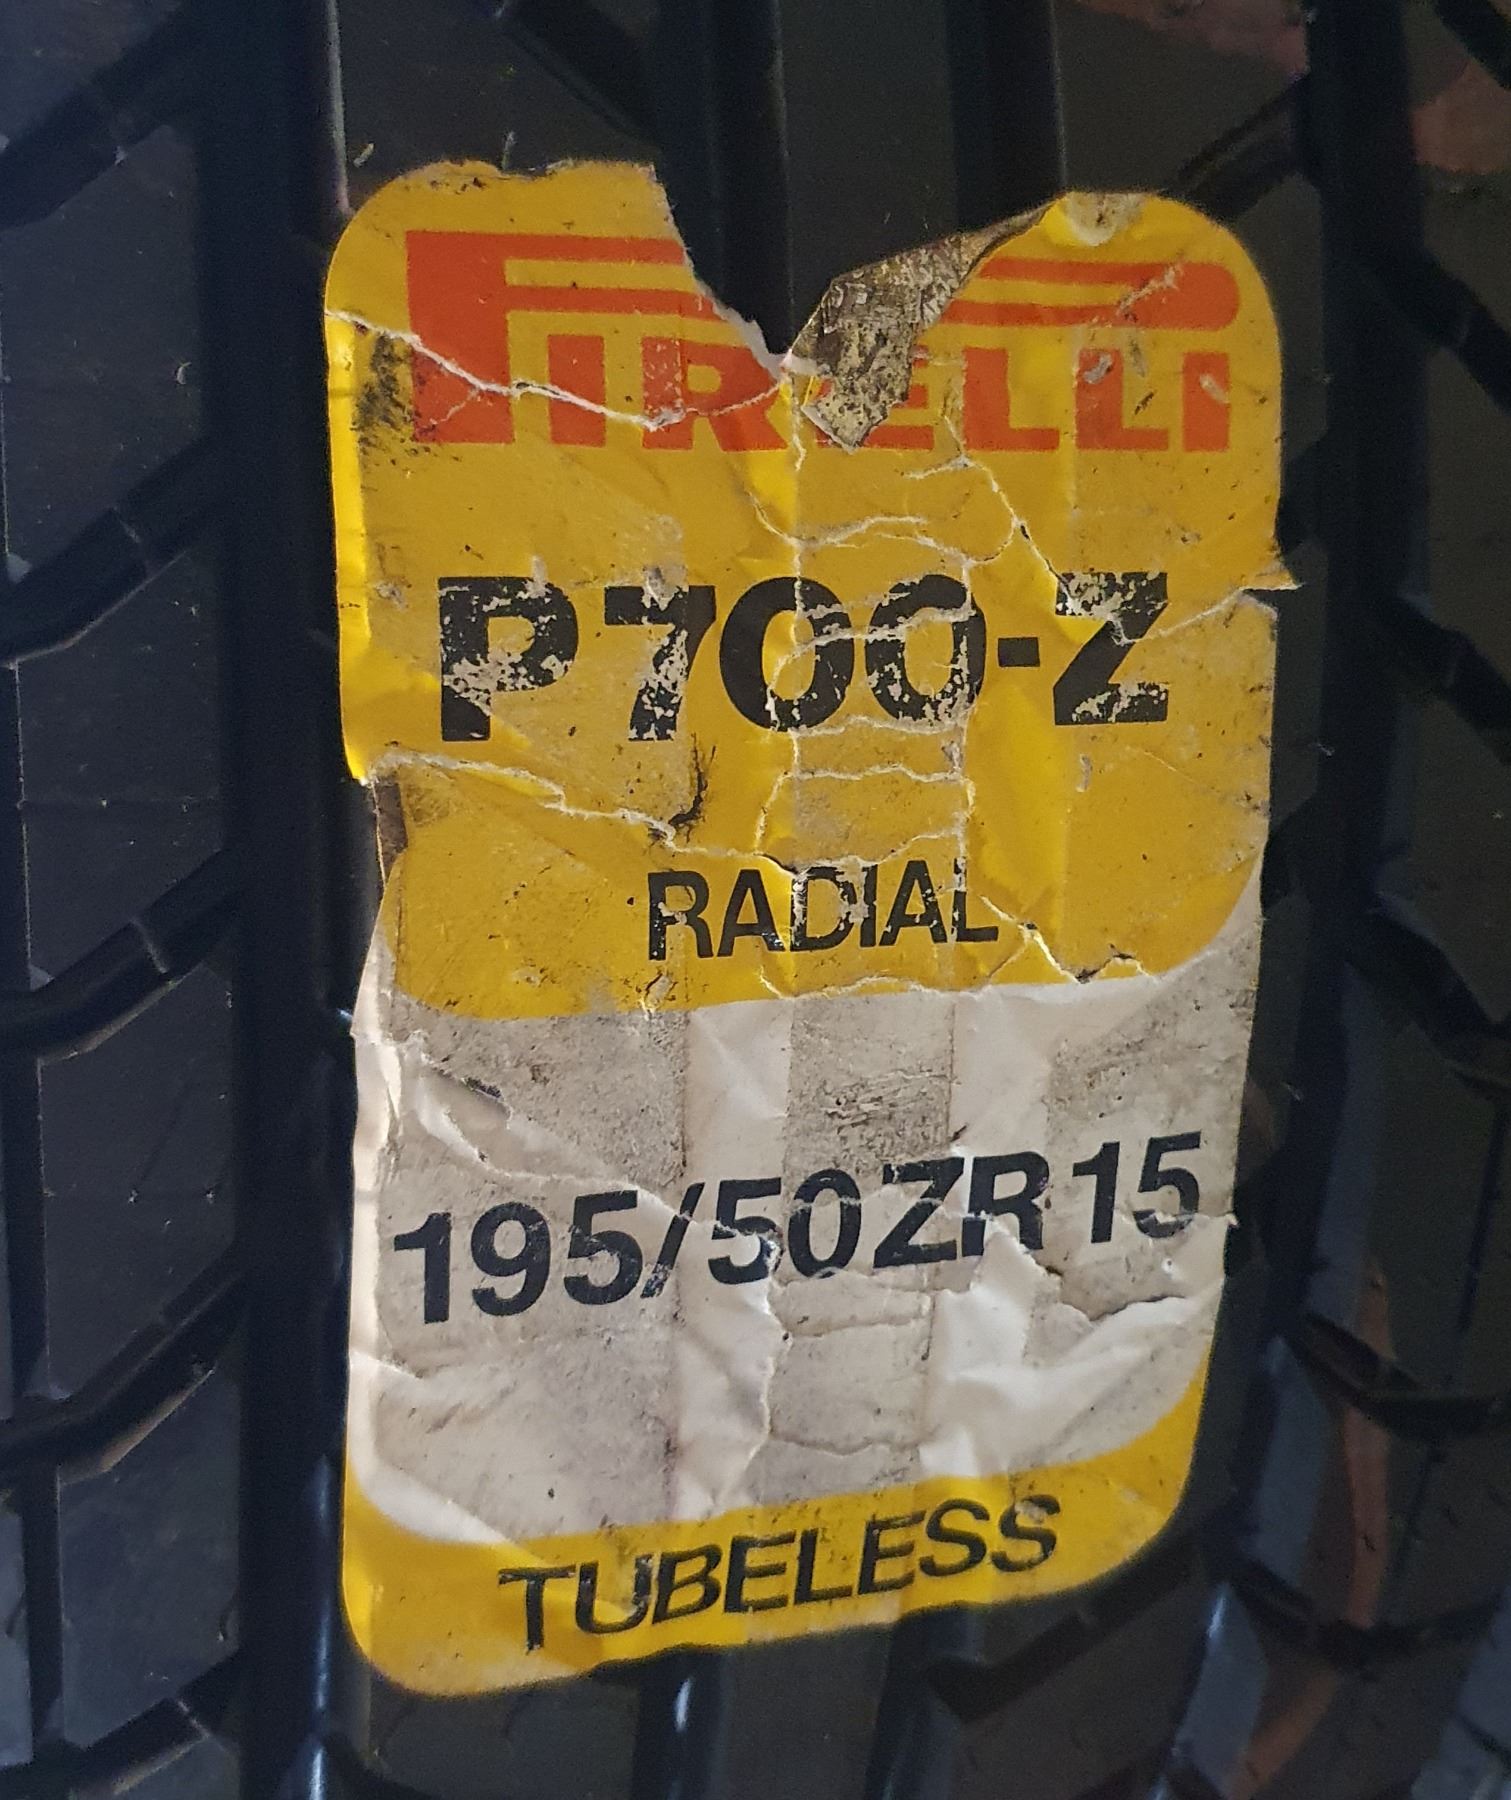 PIRELLI
P700-Z
RADIAL
195/50ZR15
TUBELESS